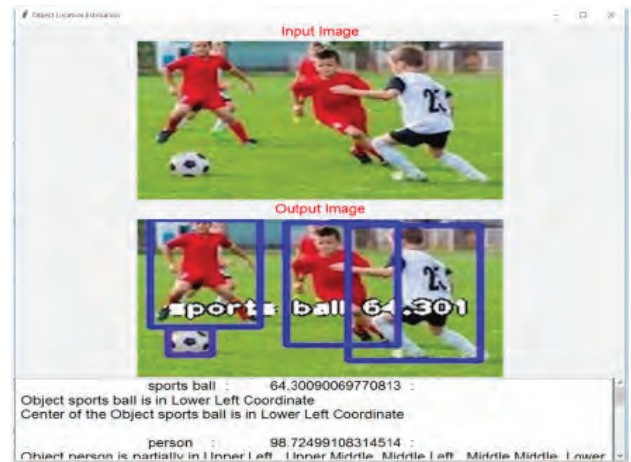 Object Location Estimation
Input Image
25
Output Image
25
sports ball 64.301
sports ball : 64.30090069770813 :
Object sports ball is in Lower Left Coordinate
Center of the Object sports ball is in Lower Left Coordinate
person : 98.72499108314514 :
Object person is partially in Upper Left , Upper Middle, Middle Left , Middle Middle, Lower